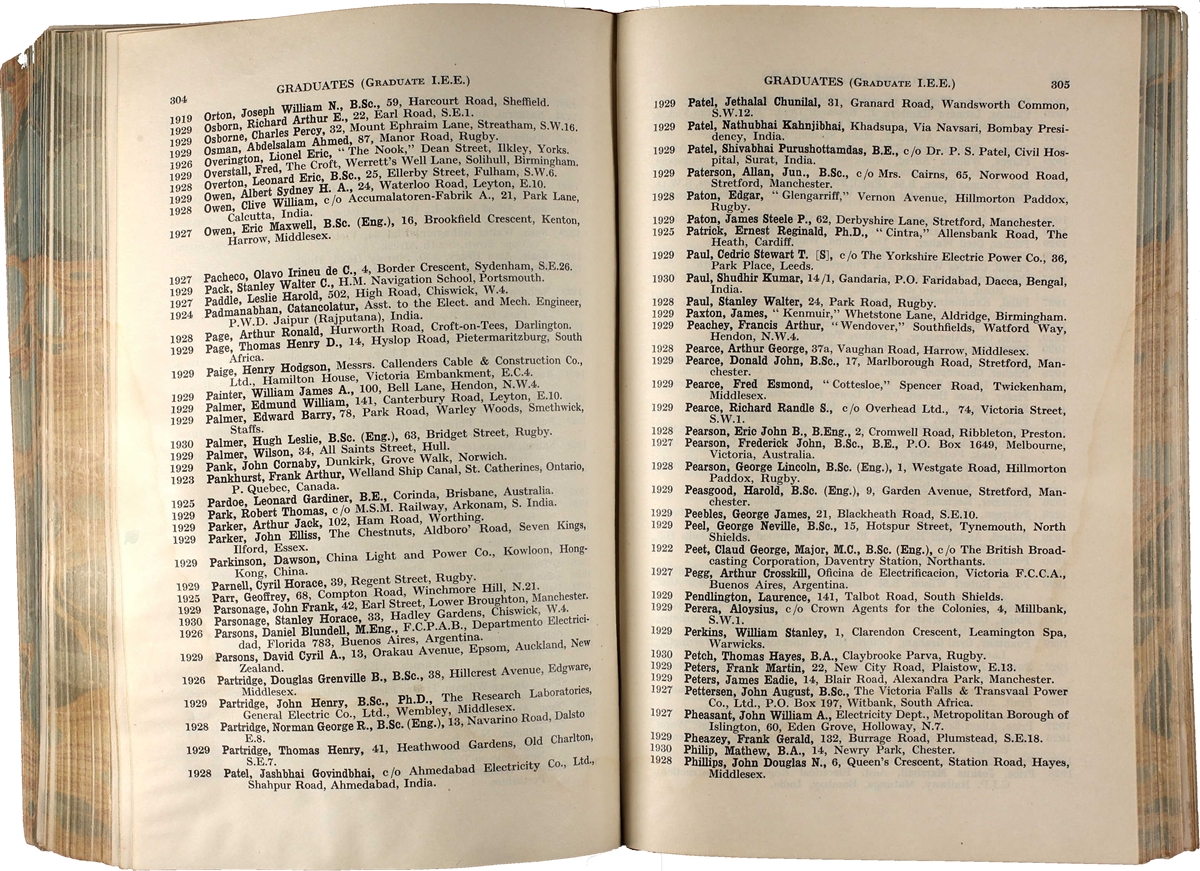 GRADUATES (GRADUATE I.E.E.)
304
1919 Orton, Joseph William N., B.Sc., 59, Harcourt Road, Sheffield.
1929 Osborn, Richard Arthur E., 22, Earl Road, S.E.1.
1929 Osborne, Charles Percy, 32, Mount Ephraim Lane, Streatham, S.W.16.
1929 Osman, Abdelsalam Ahmed, 87, Manor Road, Rugby.
1926 Overington, Lionel Eric, "The Nook," Dean Street, Ilkley, Yorks.
1929 Overstall, Fred, The Croft, Werrett's Well Lane, Solihull, Birmingham.
1928 Overton, Leonard Eric, B.Sc., 25, Ellerby Street, Fulham, S.W.6.
1929 Owen, Albert Sydney H. A., 24, Waterloo Road, Leyton, E.10.
1928 Owen, Clive William, c/o Accumalatoren-Fabrik A., 21, Park Lane,
Calcutta, India.
1927 Owen, Eric Maxwell, B.Sc. (Eng.), 16, Brookfield Crescent, Kenton,
Harrow, Middlesex.
1927 Pacheco, Olavo Irineu de C., 4, Border Crescent, Sydenham, S.E.26.
1929 Pack, Stanley Walter C., H.M. Navigation School, Portsmouth.
1927 Paddle, Leslie Harold, 502, High Road, Chiswick, W.4.
1924 Padmanabhan, Catancolatur, Asst. to the Elect. and Mech. Engineer,
P.W.D. Jaipur (Rajputana), India.
1928 Page, Arthur Ronald, Hurworth Road, Croft-on-Tees, Darlington.
1929 Page, Thomas Henry D., 14, Hyslop Road, Pietermaritzburg, South
Africa.
1929 Paige, Henry Hodgson, Messrs. Callenders Cable & Construction Co.,
Ltd., Hamilton House, Victoria Embankment, E.C.4.
1929 Painter, William James A., 100, Bell Lane, Hendon, N.W.4.
1929 Palmer, Edmund William, 141, Canterbury Road, Leyton, E.10.
1929 Palmer, Edward Barry, 78, Park Road, Warley Woods, Smethwick,
Staffs.
1930 Palmer, Hugh Leslie, B.Sc. (Eng.), 63, Bridget Street, Rugby.
1929 Palmer, Wilson, 34, All Saints Street, Hull.
1929 Pank, John Cornaby, Dunkirk, Grove Walk, Norwich.
1923 Pankhurst, Frank Arthur, Welland Ship Canal, St. Catherines, Ontario,
P. Quebec, Canada.
1925 Pardoe, Leonard Gardiner, B.E., Corinda, Brisbane, Australia.
1929 Park, Robert Thomas, c/o M.S.M. Railway, Arkonam, S. India.
1929 Parker, Arthur Jack, 102, Ham Road, Worthing.
1929 Parker, John Elliss, The Chestnuts, Aldboro' Road, Seven Kings,
Ilford, Essex.
1929 Parkinson, Dawson, China Light and Power Co., Kowloon, Hong-
Kong, China.
1929 Parnell, Cyril Horace, 39, Regent Street, Rugby.
1925 Parr, Geoffrey, 68, Compton Road, Winchmore Hill, N.21.
1929 Parsonage, John Frank, 42, Earl Street, Lower Broughton, Manchester.
1930 Parsonage, Stanley Horace, 33, Hadley Gardens, Chiswick, W.4.
1926 Parsons, Daniel Blundell, M.Eng., F.C.P.A.B., Departmento Electrici-
dad, Florida 783, Buenos Aires, Argentina.
1929 Parsons, David Cyril A., 13, Orakau Avenue, Epsom, Auckland, New
Zealand.
1926 Partridge, Douglas Grenville B., B.Sc., 38, Hillcrest Avenue, Edgware,
Middlesex.
1929 Partridge, John Henry, B.Sc., Ph.D., The Research Laboratories,
General Electric Co., Ltd., Wembley, Middlesex.
1928 Partridge, Norman George R., B.Sc. (Eng.), 13, Navarino Road, Dalsto
E.8.
1929 Partridge, Thomas Henry, 41, Heathwood Gardens, Old Charlton,
S.E.7.
1928 Patel, Jashbhai Govindbhai, c/o Ahmedabad Electricity Co., Ltd.,
Shahpur Road, Ahmedabad, India.
GRADUATES (GRADUATE I.E.E.) 305
1929 Patel, Jethalal Chunilal, 31, Granard Road, Wandsworth Common,
S.W.12.
1929 Patel, Nathubhai Kahnjibhai, Khadsupa, Via Navsari, Bombay Presi-
dency, India.
1929 Patel, Shivabhai Purushottamdas, B.E., c/o Dr. P. S. Patel, Civil Hos-
pital, Surat, India.
1929 Paterson, Allan, Jun., B.Sc., c/o Mrs. Cairns, 65, Norwood Road,
Stretford, Manchester.
1928 Paton, Edgar, "Glengarriff," Vernon Avenue, Hillmorton Paddox,
Rugby.
1929 Paton, James Steele P., 62, Derbyshire Lane, Stretford, Manchester.
1925 Patrick, Ernest Reginald, Ph.D., "Cintra," Allensbank Road, The
Heath, Cardiff.
1929 Paul, Cedric Stewart T. [S], c/o The Yorkshire Electric Power Co., 36,
Park Place, Leeds.
1930 Paul, Shudhir Kumar, 14/1, Gandaria, P.O. Faridabad, Dacca, Bengal,
India.
1928 Paul, Stanley Walter, 24, Park Road, Rugby.
1929 Paxton, James, "Kenmuir," Whetstone Lane, Aldridge, Birmingham.
1929 Peachey, Francis Arthur, "Wendover," Southfields, Watford Way,
Hendon, N.W.4.
1928 Pearce, Arthur George, 37a, Vaughan Road, Harrow, Middlesex.
1929 Pearce, Donald John, B.Sc., 17, Marlborough Road, Stretford, Man-
chester.
1929 Pearce, Fred Esmond, "Cottesloe," Spencer Road, Twickenham,
Middlesex.
1929 Pearce, Richard Randle S., c/o Overhead Ltd., 74, Victoria Street,
S.W.1.
1928 Pearson, Eric John B., B.Eng., 2, Cromwell Road, Ribbleton, Preston.
1927 Pearson, Frederick John, B.Sc., B.E., P.O. Box 1649, Melbourne,
Victoria, Australia.
1928 Pearson, George Lincoln, B.Sc. (Eng.), 1, Westgate Road, Hillmorton
Paddox, Rugby.
1929 Peasgood, Harold, B.Sc. (Eng.), 9, Garden Avenue, Stretford, Man-
chester.
1929 Peebles, George James, 21, Blackheath Road, S.E.10.
1929 Peel, George Neville, B.Sc., 15, Hotspur Street, Tynemouth, North
Shields.
1922 Peet, Claud George, Major, M.C., B.Sc. (Eng.), c/o The British Broad-
casting Corporation, Daventry Station, Northants.
1927 Pegg, Arthur Crosskill, Oficina de Electrificacion, Victoria F.C.C.A.,
Buenos Aires, Argentina.
1929 Pendlington, Laurence, 141, Talbot Road, South Shields.
1929 Perera, Aloysius, c/o Crown Agents for the Colonies, 4, Millbank,
S.W.1.
1929 Perkins, William Stanley, 1, Clarendon Crescent, Leamington Spa,
Warwicks.
1930 Petch, Thomas Hayes, B.A., Claybrooke Parva, Rugby.
1929 Peters, Frank Martin, 22, New City Road, Plaistow, E.13.
1929 Peters, James Eadie, 14, Blair Road, Alexandra Park, Manchester.
1927 Pettersen, John August, B.Sc., The Victoria Falls & Transvaal Power
Co., Ltd., P.O. Box 197, Witbank, South Africa.
1927 Pheasant, John William A., Electricity Dept., Metropolitan Borough of
Islington, 60, Eden Grove, Holloway, N.7.
1929 Pheazey, Frank Gerald, 132, Burrage Road, Plumstead, S.E.18.
1930 Philip, Mathew, B.A., 14, Newry Park, Chester.
1928 Phillips, John Douglas N., 6, Queen's Crescent, Station Road, Hayes,
Middlesex.